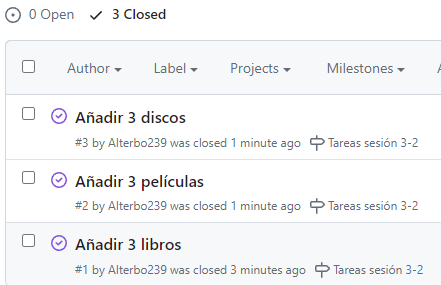 0 Open 3 Closed
Author Label Projects Milestones
Añadir 3 discos
#3 by Alterbo239 was closed 1 minute ago Tareas sesión 3-2
Añadir 3 películas
#2 by Alterbo239 was closed 1 minute ago Tareas sesión 3-2
Añadir 3 libros
#1 by Alterbo239 was closed 3 minutes ago Tareas sesión 3-2